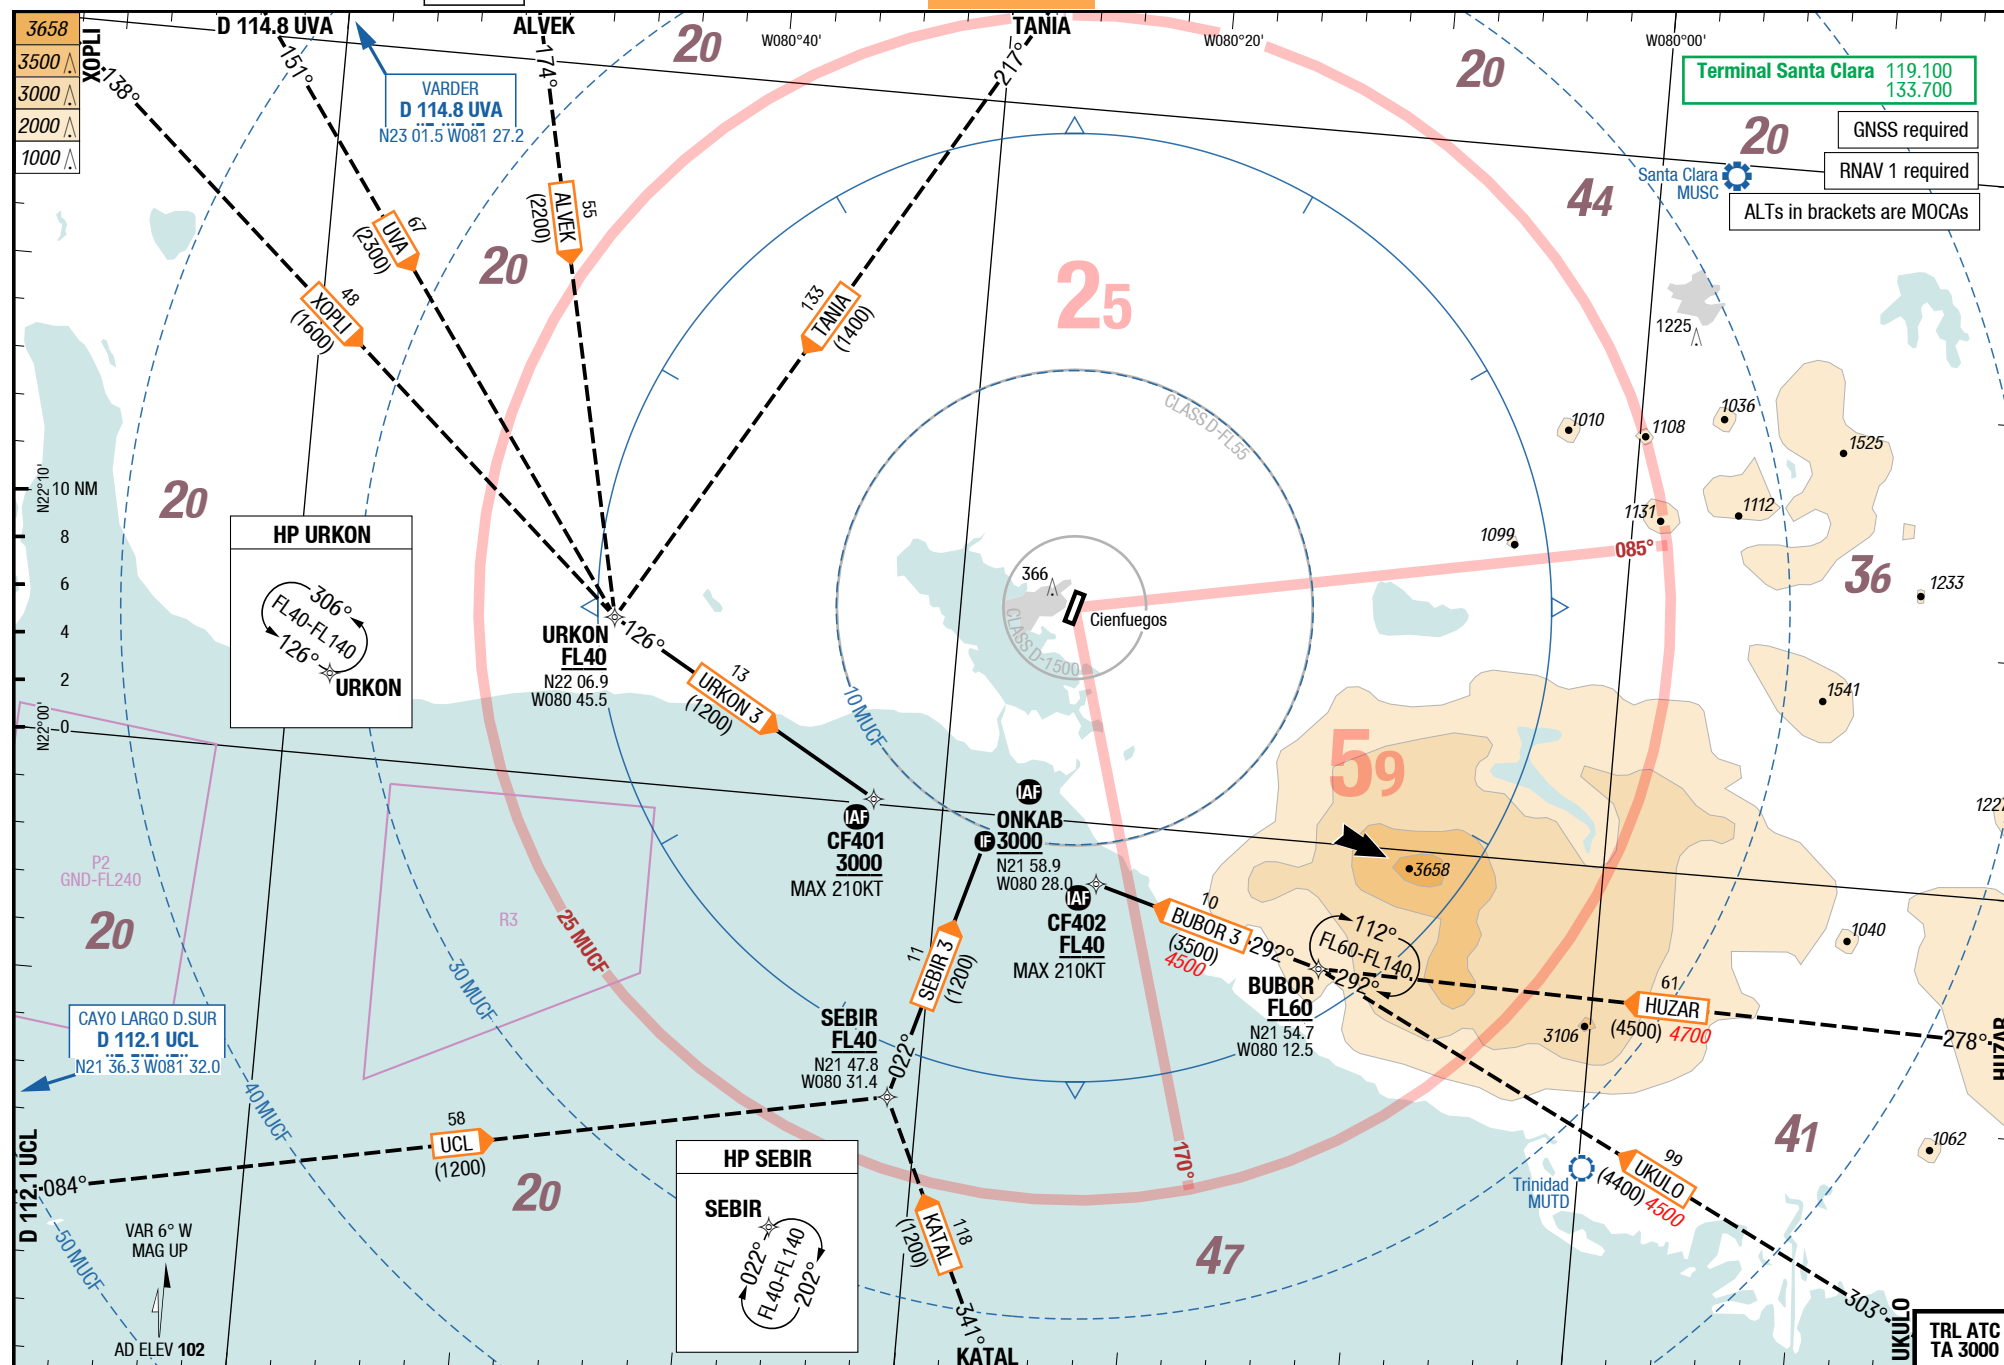 3658
3500
3000
2000
1000
XOPLI
D 114.8 UVA
ALVEK
TANIA
138°
151°
174°
217°
20
W080°40'
W080°20'
20
W080°00'
VARDER
D 114.8 UVA
N23 01.5 W081 27.2
Terminal Santa Clara 119.100
133.700
GNSS required
RNAV 1 required
ALTs in brackets are MOCAs
20
Santa Clara
MUSC
44
67
UVA
(2300)
55
ALVEK
(2200)
20
48
XOPLI
(1600)
133
TANIA
(1400)
25
1225
CLASS D-FL55
1010
1108
1036
1525
1112
1131
1099
085°
36
1233
1541
N22°10'
10 NM
8
6
4
2
0
N22°00'
20
HP URKON
306°
FL40-FL140
126°
URKON
366
Cienfuegos
CLASS D-1500
URKON
FL40
N22 06.9
W080 45.5
126°
13
URKON 3
(1200)
10 MUCF
59
3658
1227
1040
IAF
CF401
3000
MAX 210KT
IAF
ONKAB
IF
3000
N21 58.9
W080 28.0
IAF
CF402
FL40
MAX 210KT
10
BUBOR 3
(3500)
4500
292°
112°
FL60-FL140
292°
BUBOR
FL60
N21 54.7
W080 12.5
61
HUZAR
(4500) 4700
3106
278°
HUZAR
P2
GND-FL240
20
R3
25 MUCF
30 MUCF
40 MUCF
50 MUCF
CAYO LARGO D.SUR
D 112.1 UCL
N21 36.3 W081 32.0
11
SEBIR 3
(1200)
SEBIR
FL40
N21 47.8
W080 31.4
022°
58
UCL
(1200)
084°
D 112.1 UCL
20
HP SEBIR
SEBIR
022°
FL40-FL140
202°
118
KATAL
(1200)
341°
KATAL
170°
47
41
1062
Trinidad
MUTD
99
UKULO
(4400) 4500
303°
UKULO
VAR 6° W
MAG UP
AD ELEV 102
TRL ATC
TA 3000